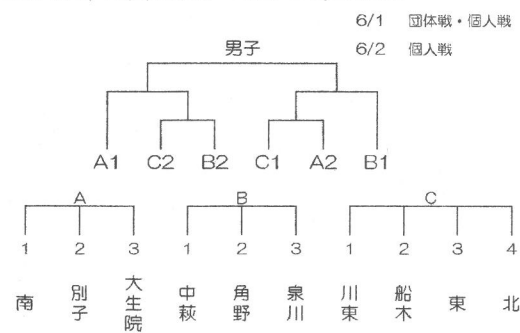 6/1 団体戦・個人戦
男子
6/2 個人戦
A1 C2 B2 C1 A2 B1
A B C
1 2 3 1 2 3 1 2 3 4
南 別子 大生院 中萩 角野 泉川 川東 船木 東 北